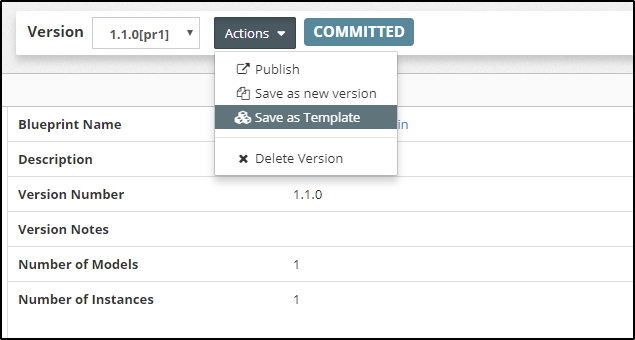 Version 1.1.0[pr1] Actions COMMITTED
Publish
Save as new version
Save as Template
Delete Version
Blueprint Name in
Description
Version Number 1.1.0
Version Notes
Number of Models 1
Number of Instances 1